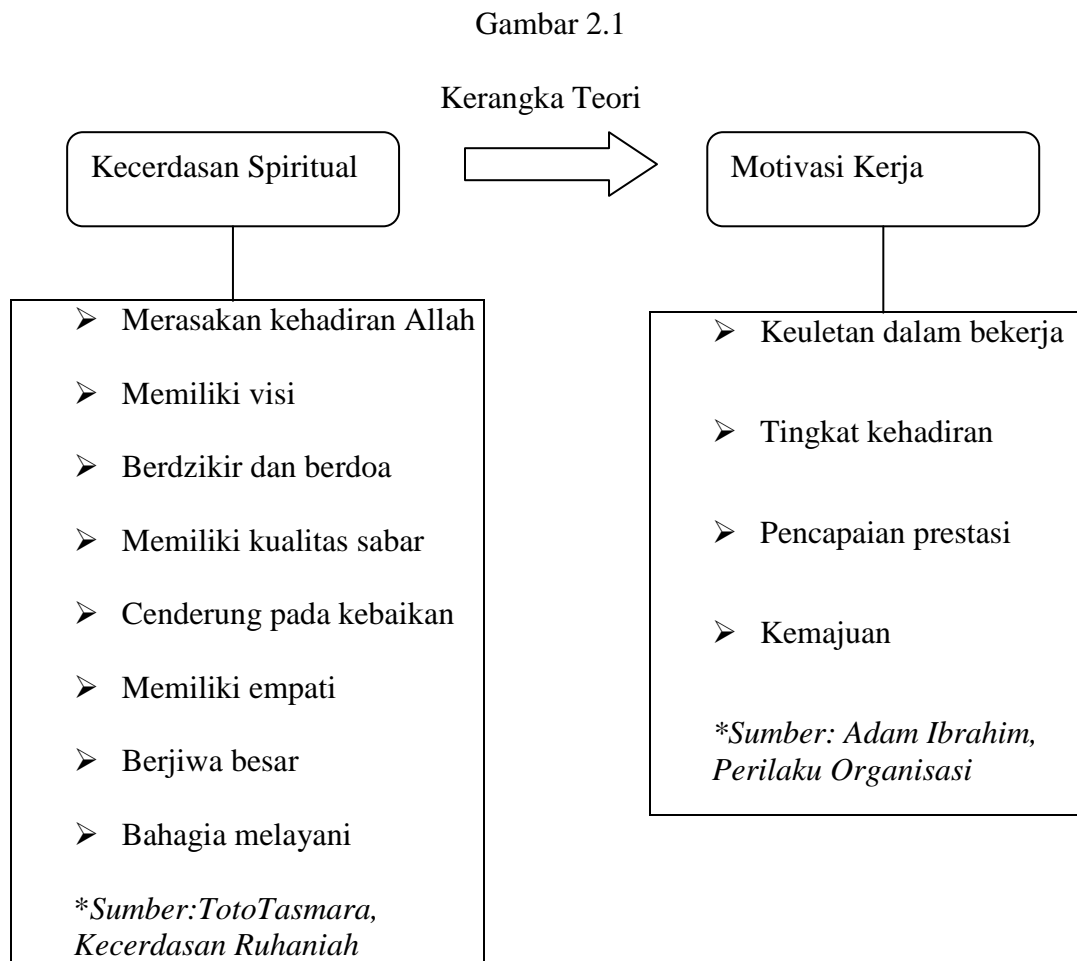 Gambar 2.1
Kerangka Teori
Kecerdasan Spiritual
Merasakan kehadiran Allah
Memiliki visi
Berdzikir dan berdoa
Memiliki kualitas sabar
Cenderung pada kebaikan
Memiliki empati
Berjiwa besar
Bahagia melayani
*Sumber:TotoTasmara,
Kecerdasan Ruhaniah
Motivasi Kerja
Keuletan dalam bekerja
Tingkat kehadiran
Pencapaian prestasi
Kemajuan
*Sumber: Adam Ibrahim,
Perilaku Organisasi